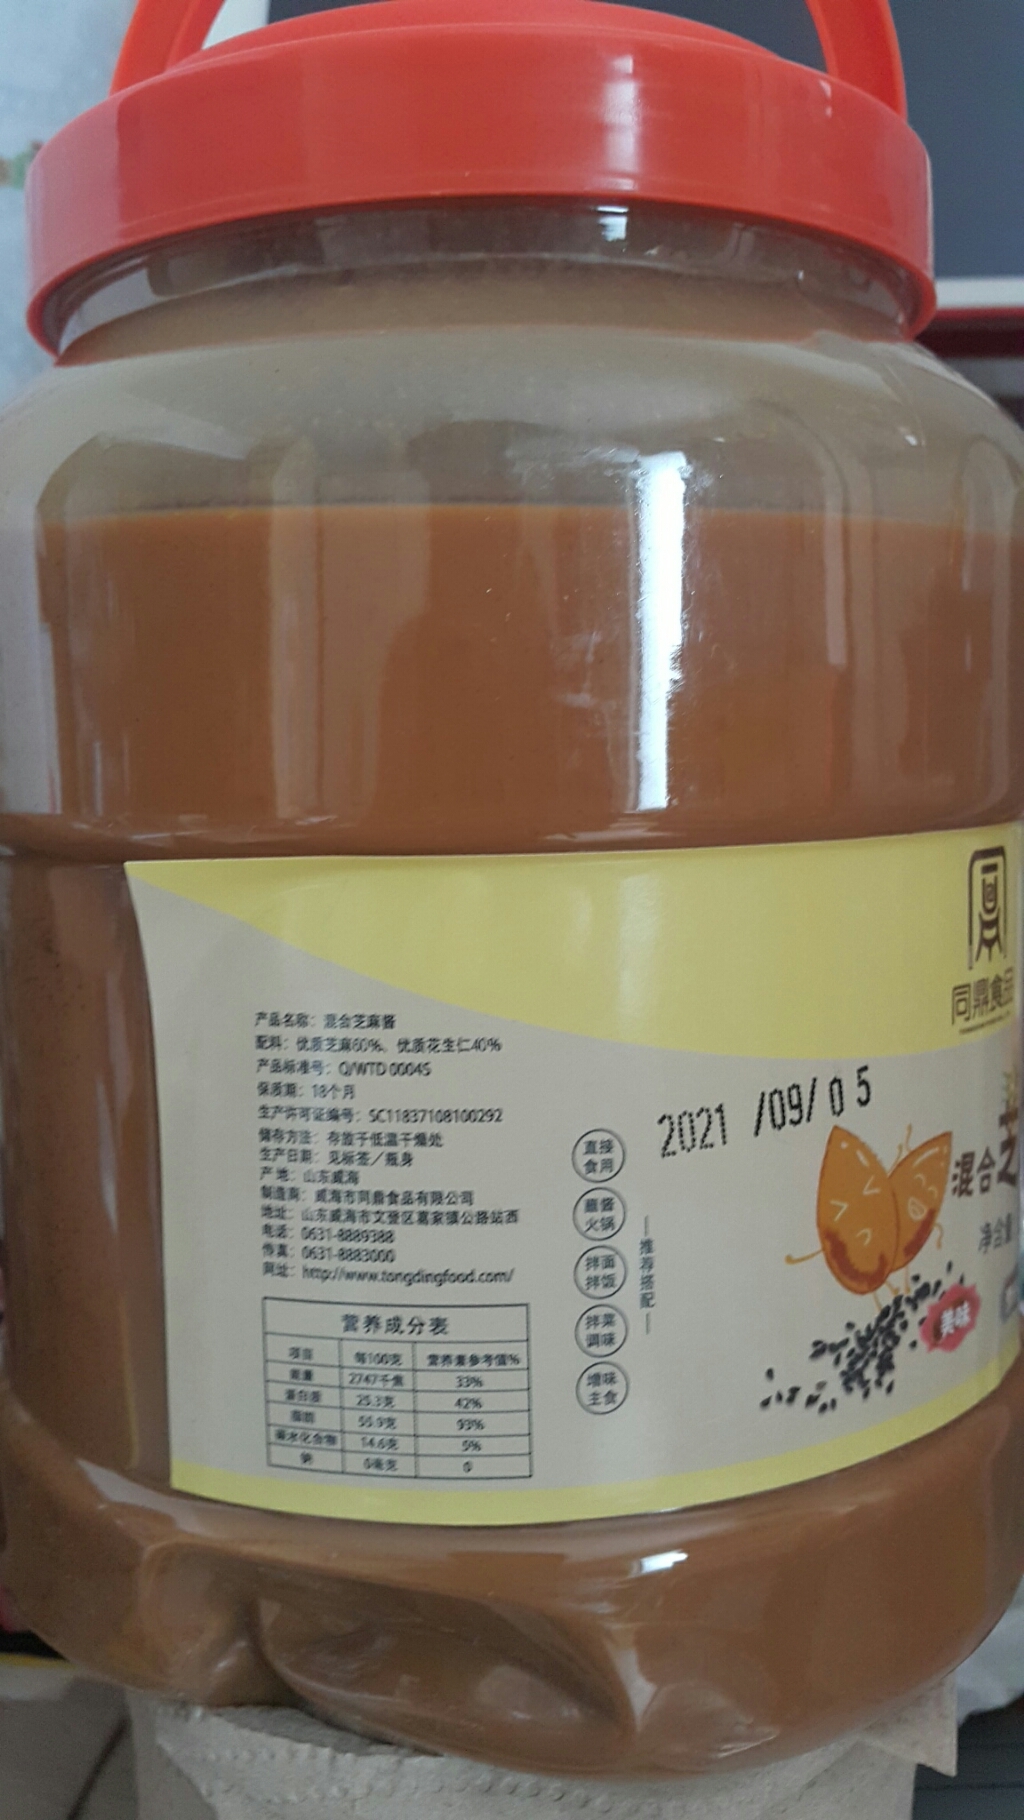 同鼎食品
产品名称：混合芝麻酱
配料：优质芝麻60%、优质花生仁40%
产品标准号：Q/WTD 0004S
保质期：18个月
生产许可证编号：SC11837108100292
储存方法：存放于低温干燥处
生产日期：见标签／瓶身
产 地：山东威海
制造商：威海市同鼎食品有限公司
地址：山东威海市文登区葛家镇公路站西
电话：0631-8889388
传真：0631-8883000
网址：http://www.tongdingfood.com/
营养成分表
项目 每100克 营养素参考值%
能量 2747千焦 33%
蛋白质 25.3克 42%
脂肪 55.9克 93%
碳水化合物 14.6克 5%
钠 0毫克 0
直接
食用
蘸酱
火锅
拌面
拌饭
拌菜
调味
增味
主食
推荐搭配
2021 /09/ 0 5
混合芝
净含量
美味